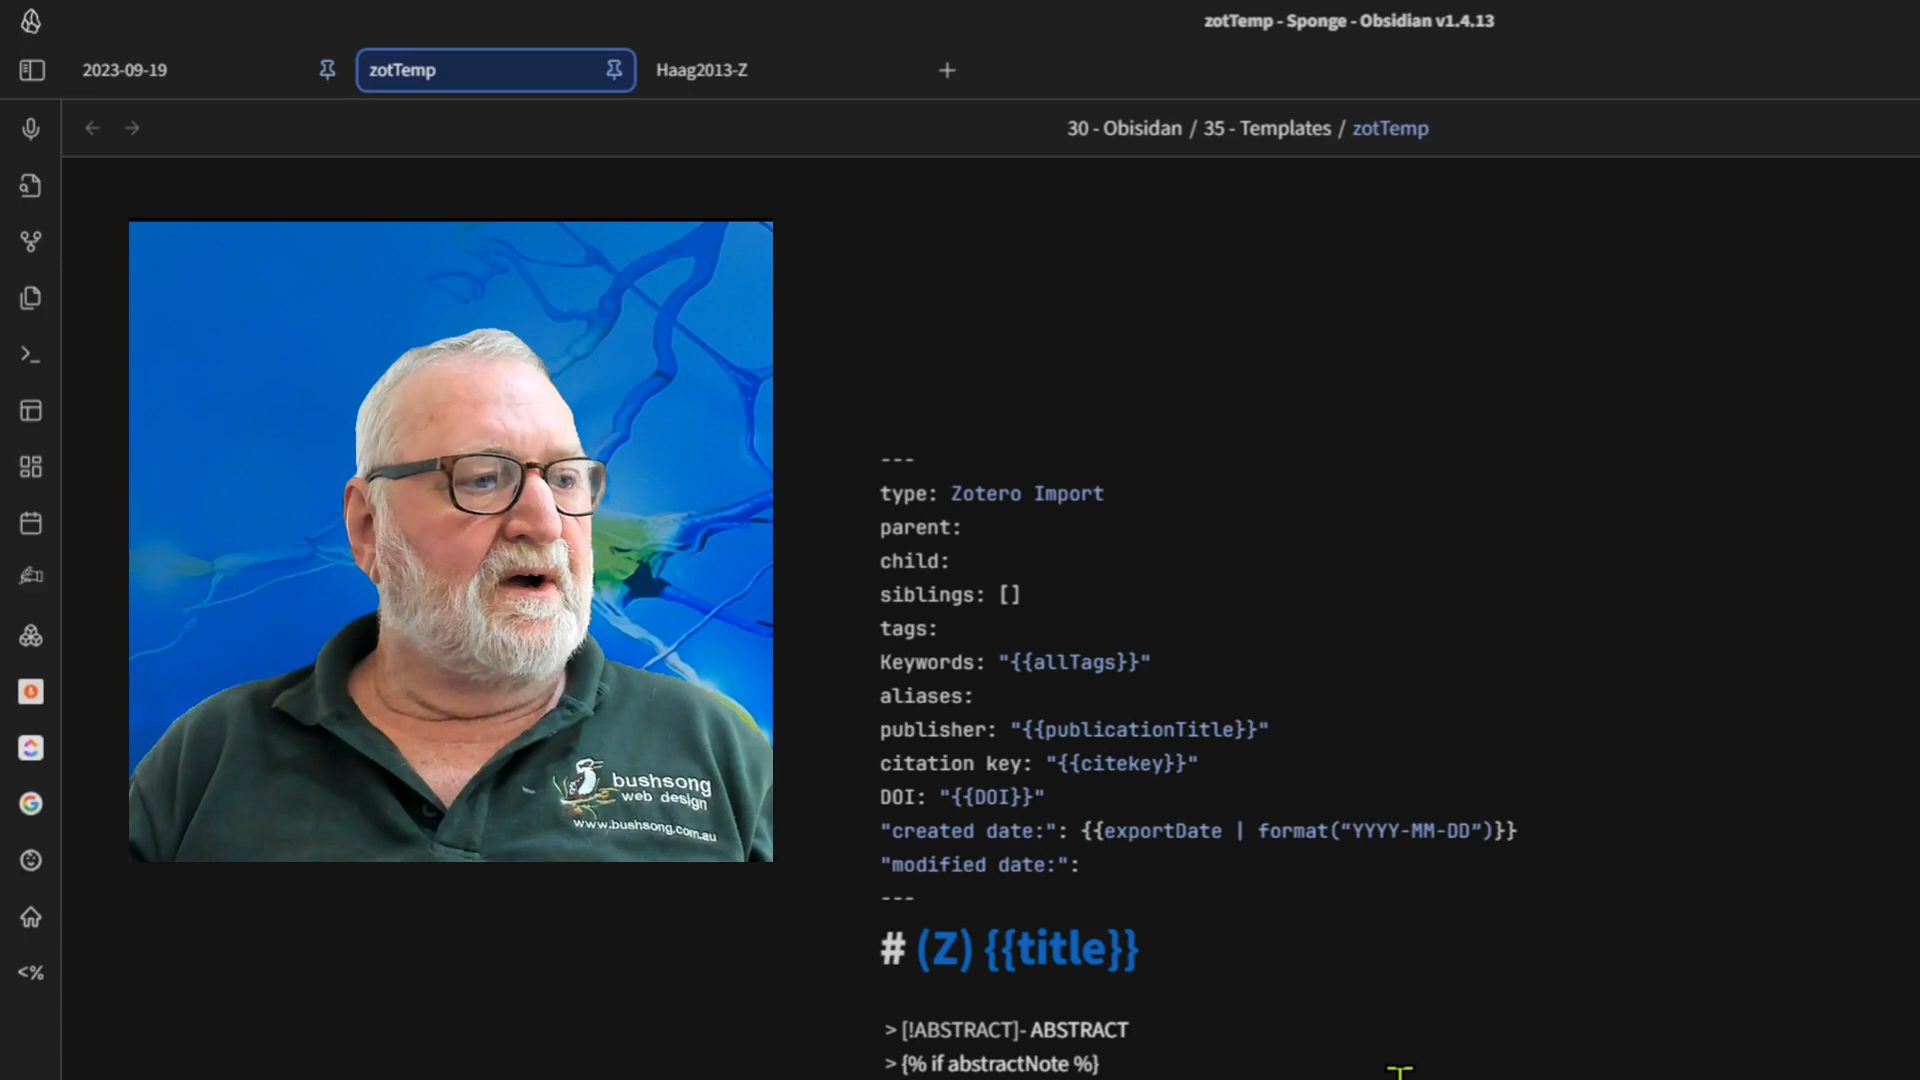 zotTemp - Sponge - Obsidian v1.4.13
2023-09-19
zotTemp
Haag2013-Z
30 - Obisidan / 35 - Templates / zotTemp
---
type: Zotero Import
parent:
child:
siblings: []
tags:
Keywords: "{{allTags}}"
aliases:
publisher: "{{publicationTitle}}"
citation key: "{{citekey}}"
DOI: "{{DOI}}"
"created date:": {{exportDate | format(“YYYY-MM-DD”)}}
"modified date:":
---
# (Z) {{title}}
> [!ABSTRACT]- ABSTRACT
> {% if abstractNote %}
bushsong
web design
www.bushsong.com.au
<%